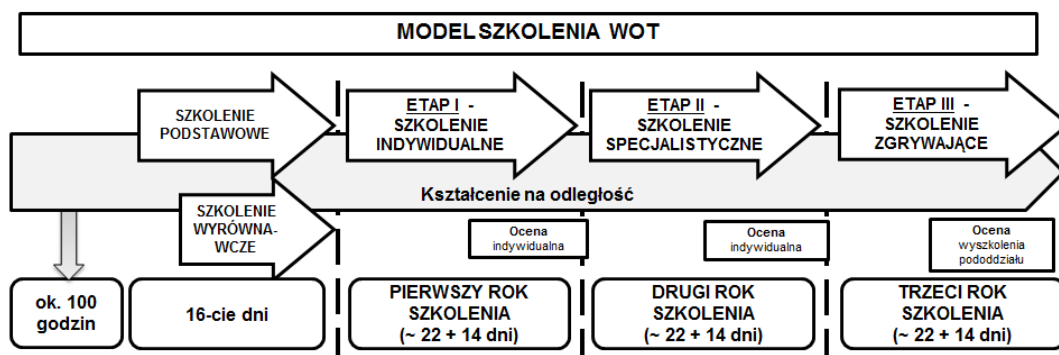 MODEL SZKOLENIA WOT
SZKOLENIE
PODSTAWOWE
ETAP I -
SZKOLENIE
INDYWIDUALNE
ETAP II -
SZKOLENIE
SPECJALISTYCZNE
ETAP III -
SZKOLENIE
ZGRYWAJĄCE
Kształcenie na odległość
SZKOLENIE
WYRÓWNA-
WCZE
Ocena
indywidualna
Ocena
indywidualna
Ocena
wyszkolenia
pododdziału
ok. 100
godzin
16-cie dni
PIERWSZY ROK
SZKOLENIA
(~ 22 + 14 dni)
DRUGI ROK
SZKOLENIA
(~ 22 + 14 dni)
TRZECI ROK
SZKOLENIA
(~ 22 + 14 dni)